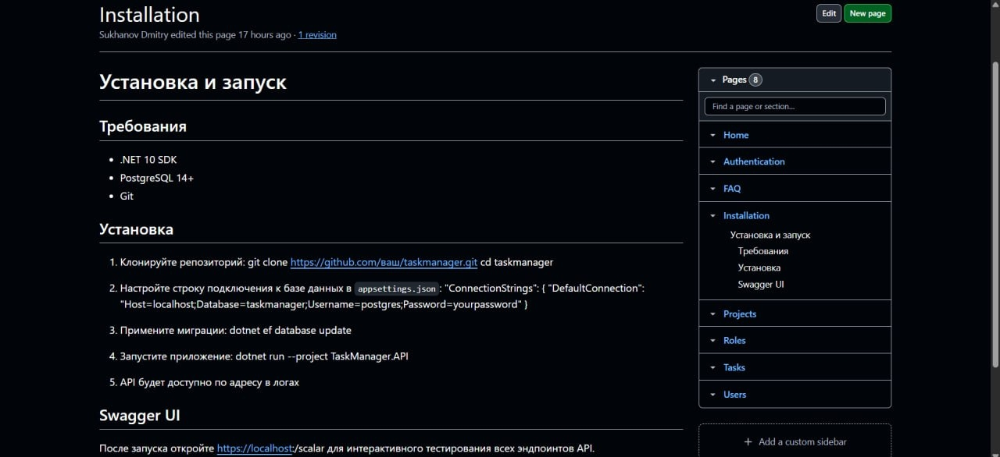 Installation
Edit
New page
Sukhanov Dmitry edited this page 17 hours ago · 1 revision
Установка и запуск
Требования
.NET 10 SDK
PostgreSQL 14+
Git
Установка
1. Клонируйте репозиторий: git clone https://github.com/ваш/taskmanager.git cd taskmanager
2. Настройте строку подключения к базе данных в appsettings.json: "ConnectionStrings": { "DefaultConnection":
"Host=localhost;Database=taskmanager;Username=postgres;Password=yourpassword" }
3. Примените миграции: dotnet ef database update
4. Запустите приложение: dotnet run --project TaskManager.API
5. API будет доступно по адресу в логах
Swagger UI
После запуска откройте https://localhost:/scalar для интерактивного тестирования всех эндпоинтов API.
Pages 8
Find a page or section...
Home
Authentication
FAQ
Installation
Установка и запуск
Требования
Установка
Swagger UI
Projects
Roles
Tasks
Users
+ Add a custom sidebar